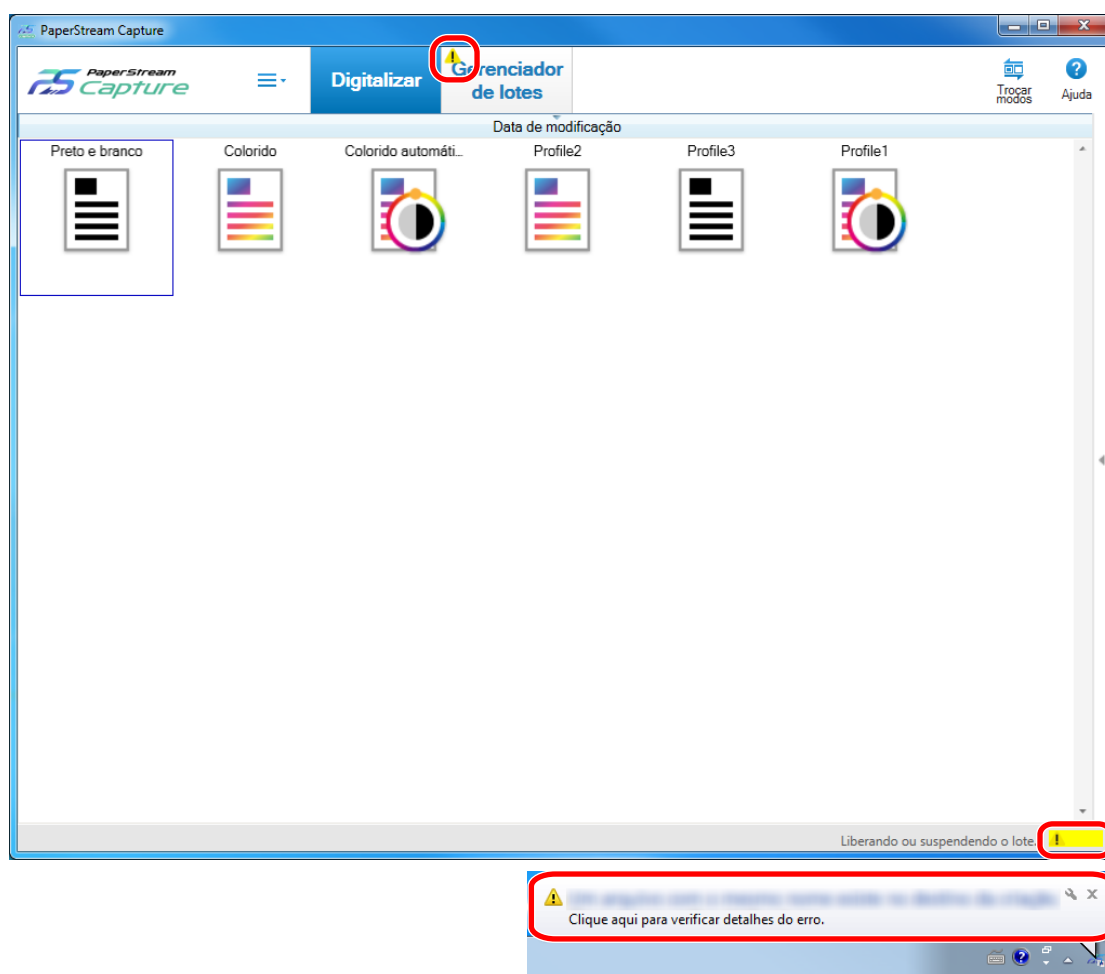 PaperStream Capture
PaperStream
Capture
Digitalizar
Gerenciador
de lotes
Trocar
modos
Ajuda
Data de modificação
Preto e branco
Colorido
Colorido automáti...
Profile2
Profile3
Profile1
Liberando ou suspendendo o lote.
Clique aqui para verificar detalhes do erro.